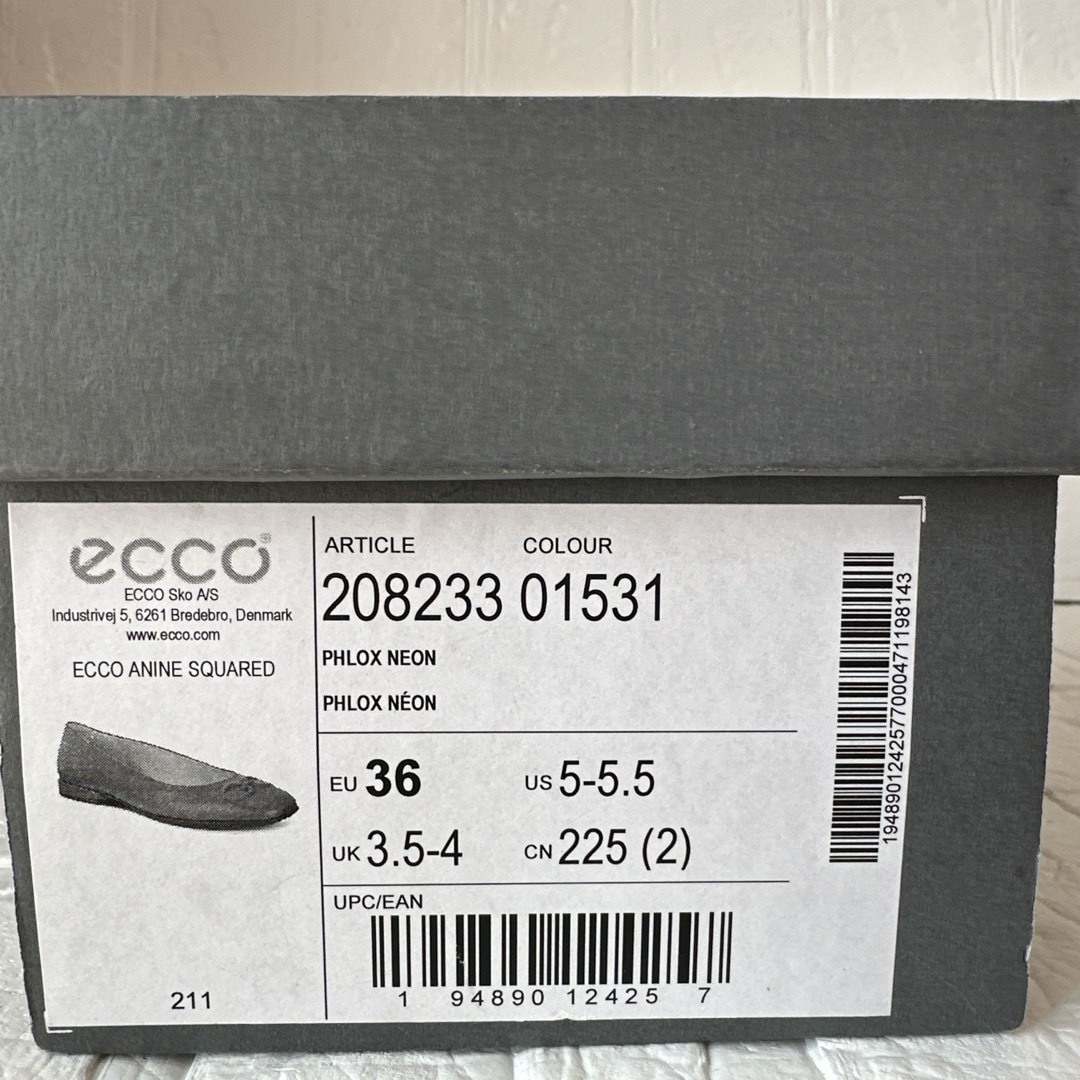 ecco®
ECCO Sko A/S
Industrivej 5, 6261 Bredebro, Denmark
www.ecco.com
ECCO ANINE SQUARED
211
ARTICLE COLOUR
208233 01531
PHLOX NEON
PHLOX NÉON
EU 36 US 5-5.5
UK 3.5-4 CN 225 (2)
UPC/EAN
1 94890 12425 7
1948901242577000471198143